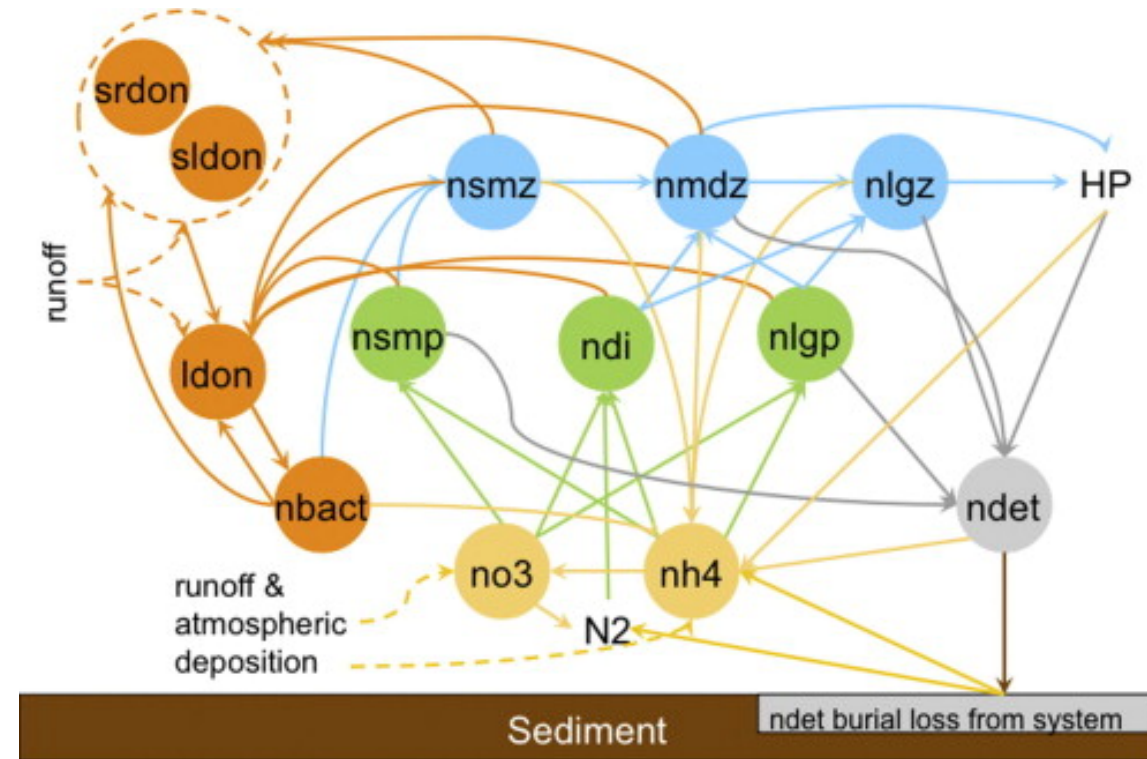 srdon
sldon
nsmz
nmdz
nlgz
HP
runoff
nsmp
ndi
nlgp
ldon
nbact
ndet
no3
nh4
runoff &
atmospheric
deposition
N2
ndet burial loss from system
Sediment